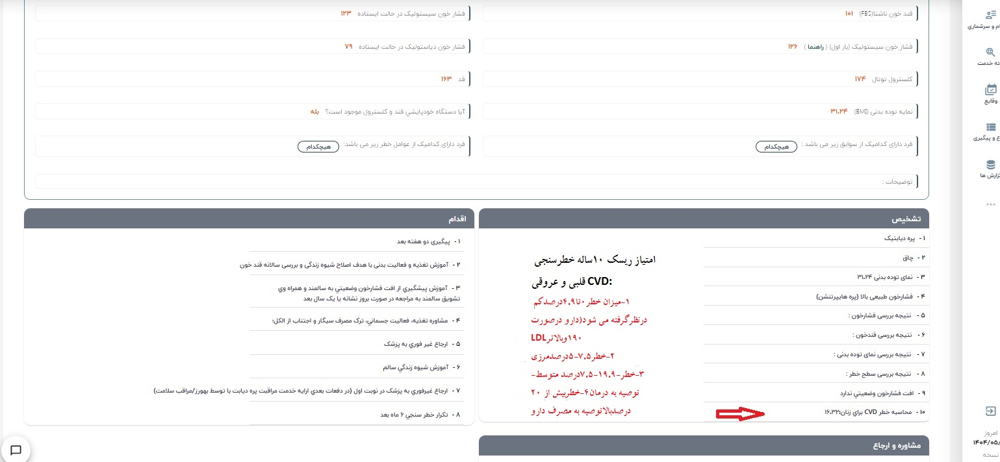 قند خون ناشتا(FBS) ۱۰۱
فشار خون سیستولیک در حالت ایستاده ۱۲۳
فشار خون سیستولیک (بار اول) ( راهنما ) ۱۲۶
فشار خون دیاستولیک در حالت ایستاده ۷۹
کلسترول توتال ۱۷۴
قد ۱۶۳
نمایه توده بدنی (BMI) ۳۱.۲۴
آیا دستگاه خودپایشي قند و کلسترول موجود است؟ بله
فرد دارای کدامیک از سوابق زیر می باشد : هیچکدام
فرد دارای کدامیک از عوامل خطر زیر می باشد: هیچکدام
توضیحات :
تشخیص
۱ - پره دیابتیک
۲ - چاق
۳ - نمای توده بدنی ۳۱.۲۴
۴ - فشارخون طبیعی بالا (پره هایپرتنشن)
۵ - نتیجه بررسی فشارخون :
۶ - نتیجه بررسی قندخون :
۷ - نتیجه بررسی نمای توده بدنی :
۸ - نتیجه بررسی سطح خطر :
۹ - افت فشارخون وضعیتي ندارد
۱۰ - محاسبه خطر CVD براي زنان:۱۶.۳۲
امتیاز ریسک ۱۰ساله خطرسنجی
قلبی و عروقی CVD:
۱-میزان خطر۰تا۴.۹درصدکم
درنظرگرفته می شود(دارو درصورت
۱۹۰وبالاترLDL
۲-خطر۷.۵-۵درصدمرزی
۳-خطر-۱۹.۹-۷.۵درصد متوسط-
توصیه به درمان۴-خطربیش از ۲۰
درصدبالاتوصیه به مصرف دارو
اقدام
۱ - پیگیری دو هفته بعد
۲ - آموزش تغذیه و فعالیت بدنی با هدف اصلاح شیوه زندگی و بررسی سالانه قند خون
۳ - آموزش پیشگیري از افت فشارخون وضعیتي به سالمند و همراه وي
تشویق سالمند به مراجعه در صورت بروز نشانه یا یک سال بعد
۴ - مشاوره تغذیه، فعالیت جسماني، ترک مصرف سیگار و اجتناب از الکل؛
۵ - ارجاع غیر فوري به پزشک
۶ - آموزش شیوه زندگي سالم
۷ - ارجاع غیرفوري به پزشک در نوبت اول (در دفعات بعدي ارایه خدمت مراقبت پره دیابت با توسط بهورز/مراقب سلامت)
۸ - تکرار خطر سنجي ۶ ماه بعد
مشاوره و ارجاع
ام و سرشماری
نه خدمت
وقایع
ع و پیگیری
گزارش ها
امروز
۱۴۰۴/۰۵/
نسخه